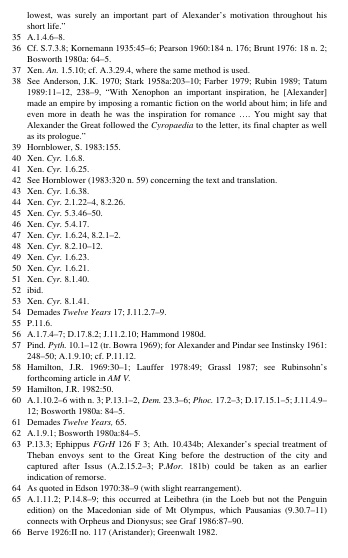 lowest, was surely an important part of Alexander's motivation throughout his
short life."
35 A.1.4.6–8.
36 Cf. S.7.3.8; Kornemann 1935:45–6; Pearson 1960:184 n. 176; Brunt 1976: 18 n. 2;
Bosworth 1980a: 64–5.
37 Xen. An. 1.5.10; cf. A.3.29.4, where the same method is used.
38 See Anderson, J.K. 1970; Stark 1958a:203–10; Farber 1979; Rubin 1989; Tatum
1989:11–12, 238–9, "With Xenophon an important inspiration, he [Alexander]
made an empire by imposing a romantic fiction on the world about him; in life and
even more in death he was the inspiration for romance .... You might say that
Alexander the Great followed the Cyropaedia to the letter, its final chapter as well
as its prologue."
39 Hornblower, S. 1983:155.
40 Xen. Cyr. 1.6.8.
41 Xen. Cyr. 1.6.25.
42 See Hornblower (1983:320 n. 59) concerning the text and translation.
43 Xen. Cyr. 1.6.38.
44 Xen. Cyr. 2.1.22–4, 8.2.26.
45 Xen. Cyr. 5.3.46–50.
46 Xen. Cyr. 5.4.17.
47 Xen. Cyr. 1.6.24, 8.2.1–2.
48 Xen. Cyr. 8.2.10–12.
49 Xen. Cyr. 1.6.23.
50 Xen. Cyr. 1.6.21.
51 Xen. Cyr. 8.1.40.
52 ibid.
53 Xen. Cyr. 8.1.41.
54 Demades Twelve Years 17; J.11.2.7–9.
55 P.11.6.
56 A.1.7.4–7; D.17.8.2; J.11.2.10; Hammond 1980d.
57 Pind. Pyth. 10.1–12 (tr. Bowra 1969); for Alexander and Pindar see Instinky 1961:
248–50; A.1.9.10; cf. P.11.12.
58 Hamilton, J.R. 1969:30–1; Lauffer 1978:49; Grassl 1987; see Rubinsohn's
forthcoming article in AM V.
59 Hamilton, J.R. 1982:50.
60 A.1.10.2–6 with n. 3; P.13.1–2, Dem. 23.3–6; Phoc. 17.2–3; D.17.15.1–5; J.11.4.9–
12; Bosworth 1980a: 84–5.
61 Demades Twelve Years, 65.
62 A.1.9.1; Bosworth 1980a:84–5.
63 P.13.3; Ephippus FGrH 126 F 3; Ath. 10.434b; Alexander's special treatment of
Theban envoys sent to the Great King before the destruction of the city and
captured after Issus (A.2.15.2–3; P.Mor. 181b) could be taken as an earlier
indication of remorse.
64 As quoted in Edson 1970:38–9 (with slight rearrangement).
65 A.1.11.2; P.14.8–9; this occurred at Leibethra (in the Loeb but not the Penguin
edition) on the Macedonian side of Mt Olympus, which Pausanias (9.30.7–11)
connects with Orpheus and Dionysus; see Graf 1986:87–90.
66 Berve 1926:II no. 117 (Aristander); Greenwalt 1982.